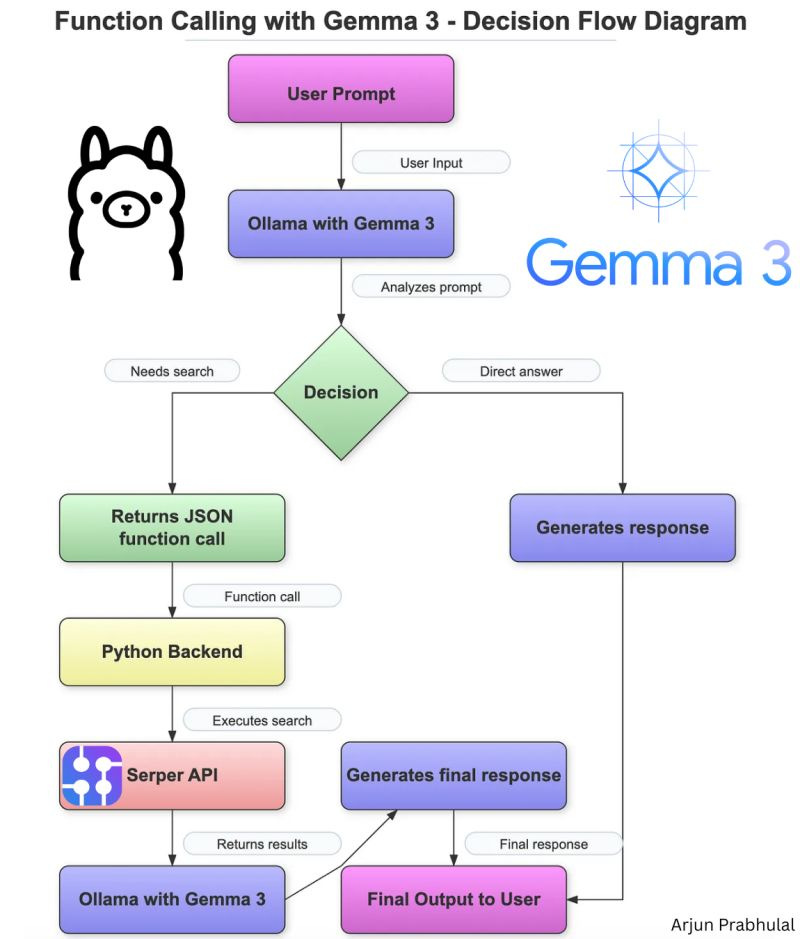 Function Calling with Gemma 3 - Decision Flow Diagram
User Prompt
User Input
Ollama with Gemma 3
Gemma 3
Analyzes prompt
Needs search
Direct answer
Decision
Returns JSON
function call
Generates response
Function call
Python Backend
Executes search
Serper API
Generates final response
Returns results
Final response
Ollama with Gemma 3
Final Output to User
Arjun Prabhulal